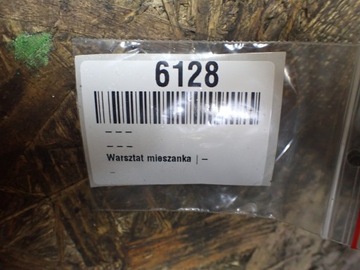 6128
– – –
– – –
Warsztat mieszanka | –
–